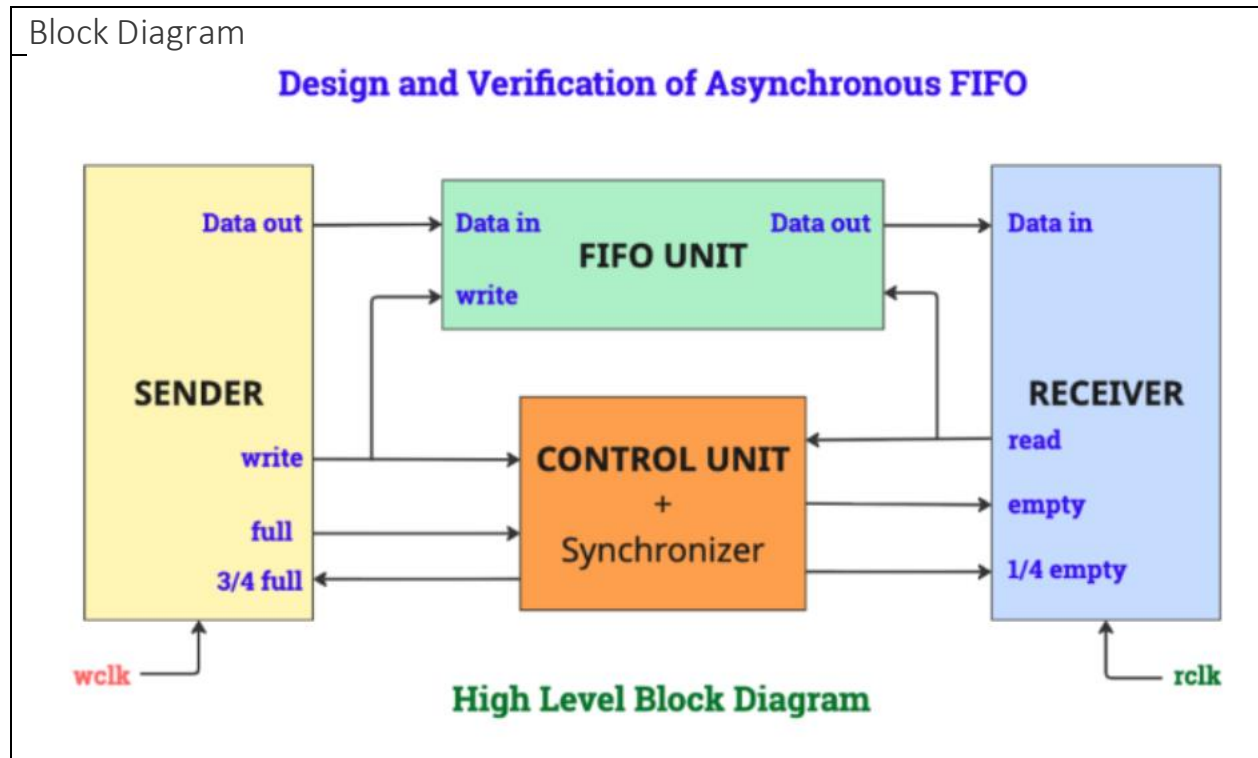 Block Diagram
Design and Verification of Asynchronous FIFO
Data out
Data in
Data out
FIFO UNIT
write
Data in
SENDER
RECEIVER
write
full
3/4 full
CONTROL UNIT
+
Synchronizer
read
empty
1/4 empty
wclk
rclk
High Level Block Diagram